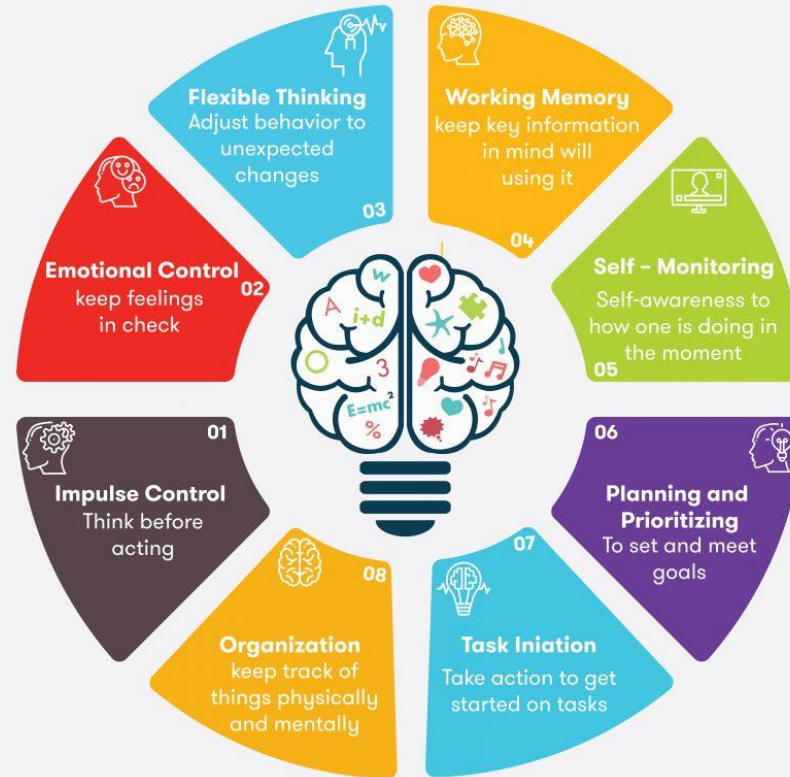 01
Impulse Control
Think before
acting
02
Emotional Control
keep feelings
in check
03
Flexible Thinking
Adjust behavior to
unexpected
changes
04
Working Memory
keep key information
in mind will
using it
05
Self – Monitoring
Self-awareness to
how one is doing in
the moment
06
Planning and
Prioritizing
To set and meet
goals
07
Task Iniation
Take action to get
started on tasks
08
Organization
keep track of
things physically
and mentally
w
A
i+d
3
E=mc²
%